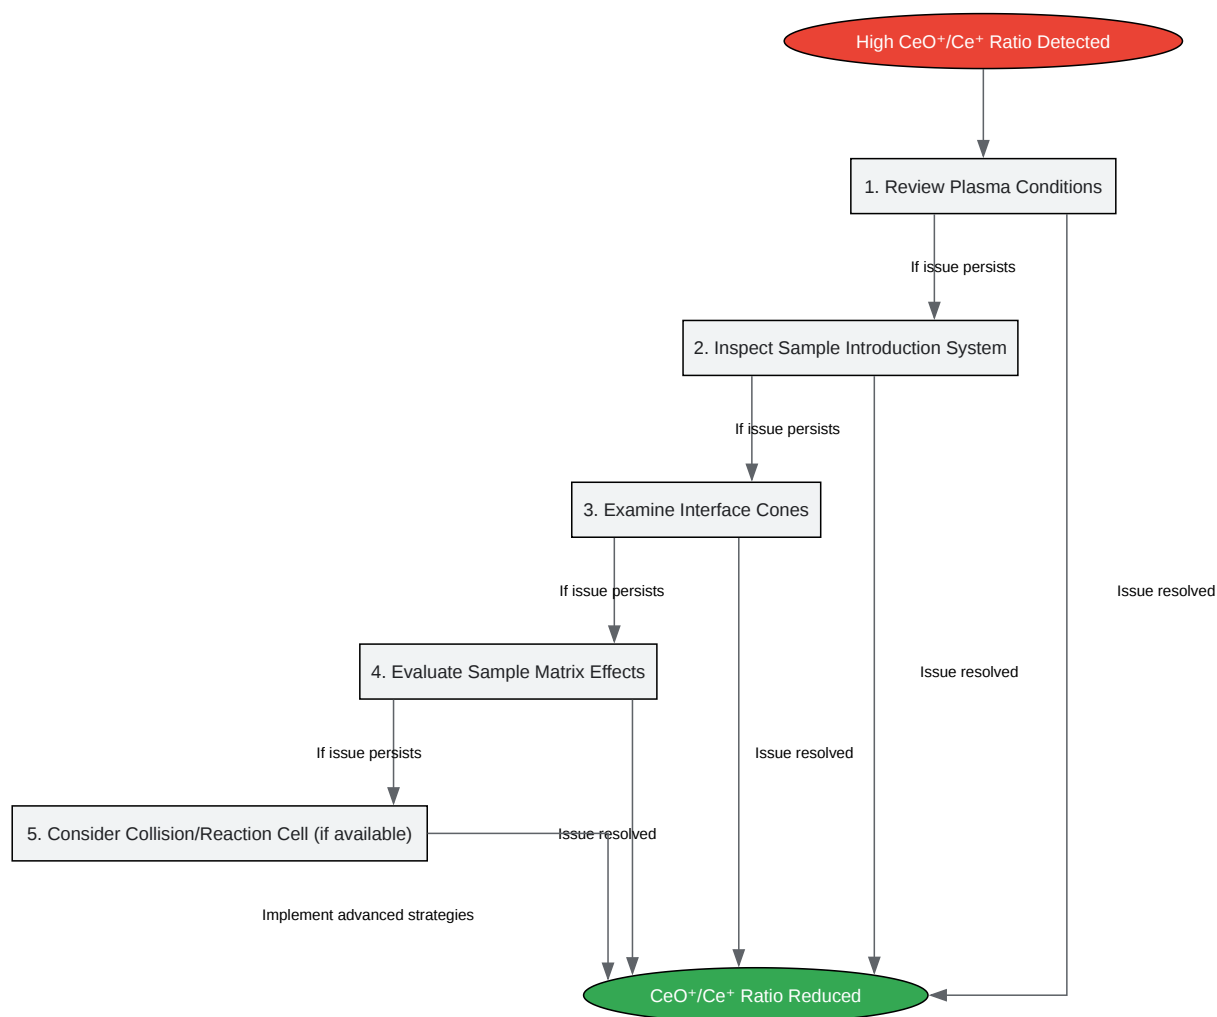 High CeO⁺/Ce⁺ Ratio Detected
1. Review Plasma Conditions
If issue persists
2. Inspect Sample Introduction System
If issue persists
3. Examine Interface Cones
If issue persists
Issue resolved
4. Evaluate Sample Matrix Effects
Issue resolved
If issue persists
Issue resolved
5. Consider Collision/Reaction Cell (if available)
Issue resolved
Implement advanced strategies
CeO⁺/Ce⁺ Ratio Reduced